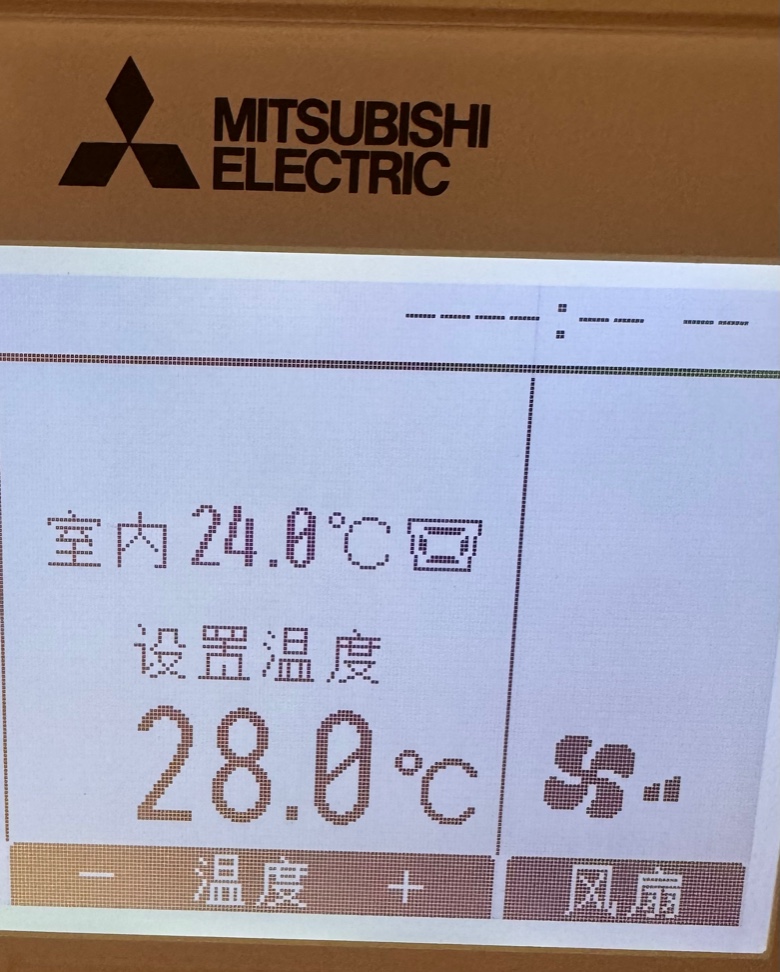 MITSUBISHI
ELECTRIC
----:-- --
室内 24.0℃
设置温度
28.0℃
－ 温度 ＋ 风扇